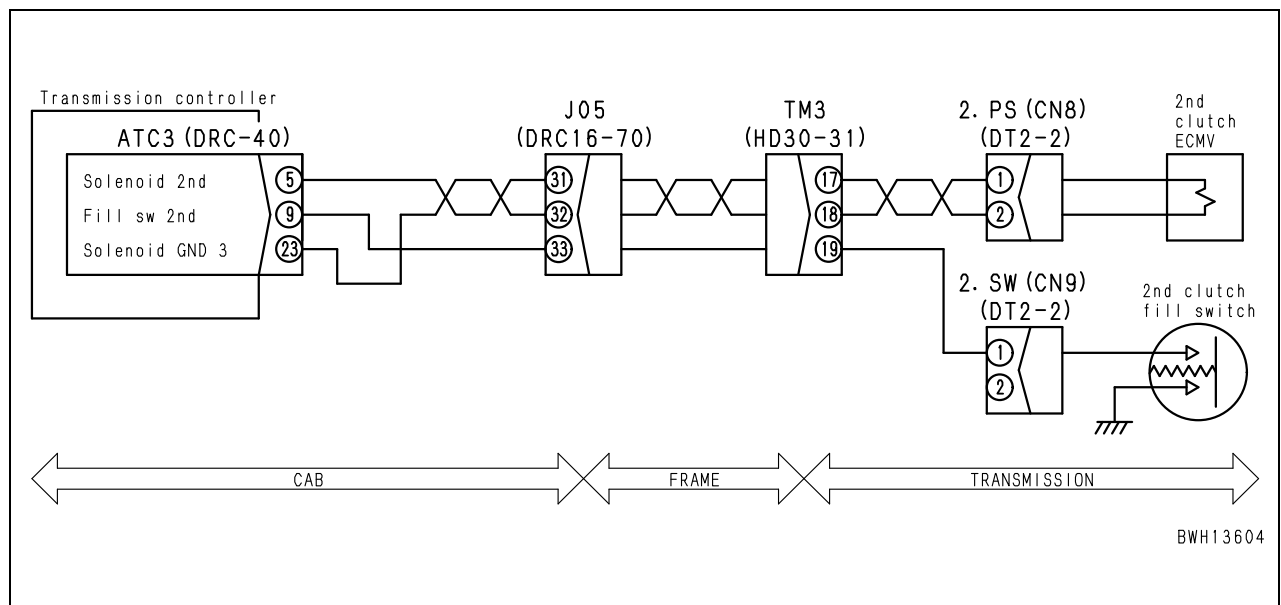 Transmission controller
ATC3 (DRC-40)
Solenoid 2nd
5
Fill sw 2nd
9
Solenoid GND 3
23
J05
(DRC16-70)
31
32
33
TM3
(HD30-31)
17
18
19
2. PS (CN8)
(DT2-2)
1
2
2nd
clutch
ECMV
2. SW (CN9)
(DT2-2)
1
2
2nd clutch
fill switch
CAB
FRAME
TRANSMISSION
BWH13604